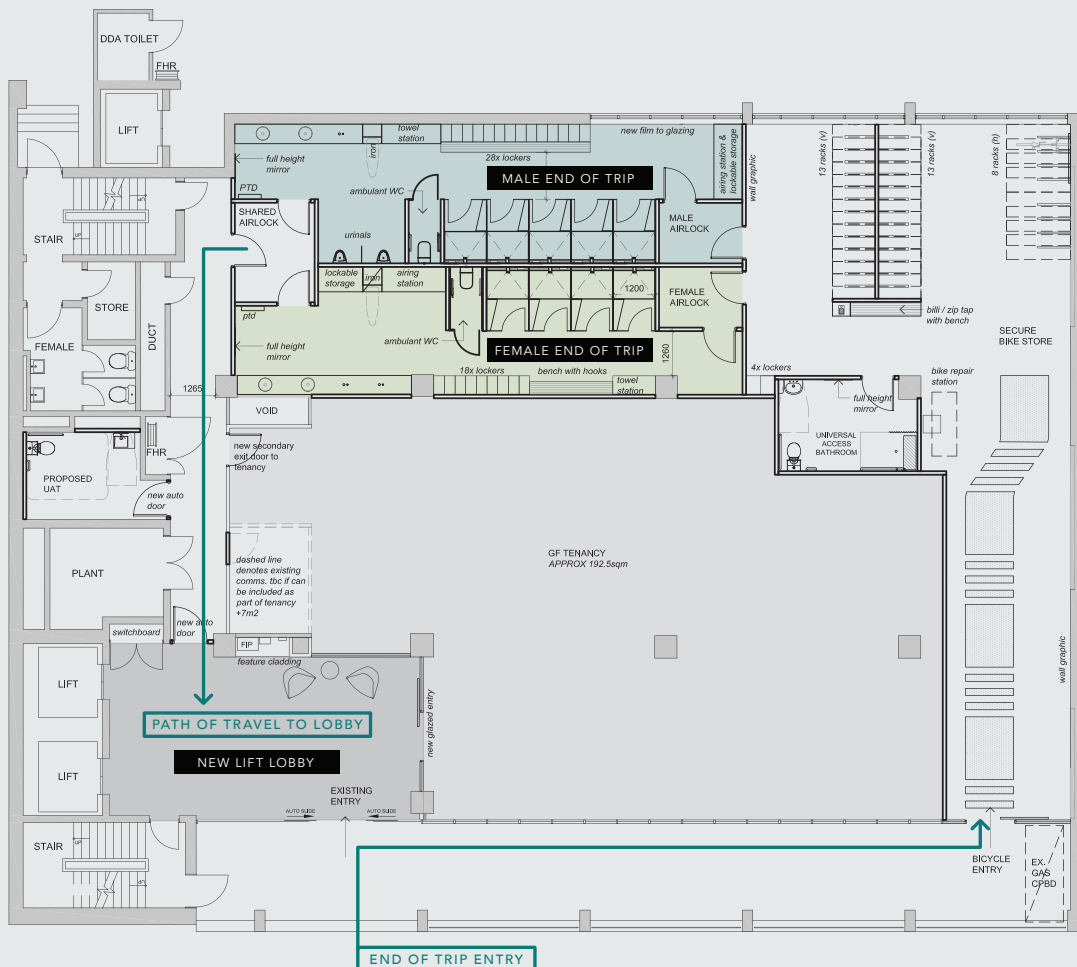 DDA TOILET
FHR
LIFT
full height
mirror
PTD
SHARED
AIRLOCK
iron
towel
station
ambulant WC
urinals
28x lockers
new film to glazing
MALE END OF TRIP
airing station &
lockable storage
wall graphic
MALE
AIRLOCK
13 racks (v)
13 racks (v)
8 racks (h)
STAIR
UP
STORE
DUCT
FEMALE
lockable
storage
iron
airing
station
ptd
full height
mirror
ambulant WC
1200
FEMALE
AIRLOCK
FEMALE END OF TRIP
1260
18x lockers
bench with hooks
towel
station
4x lockers
billi / zip tap
with bench
SECURE
BIKE STORE
bike repair
station
full height
mirror
UNIVERSAL
ACCESS
BATHROOM
1265
VOID
new secondary
exit door to
tenancy
FHR
PROPOSED
UAT
new auto
door
PLANT
dashed line
denotes existing
comms. tbc if can
be included as
part of tenancy
+7m2
GF TENANCY
APPROX 192.5sqm
switchboard
new auto
door
FIP
feature cladding
LIFT
PATH OF TRAVEL TO LOBBY
NEW LIFT LOBBY
new glazed entry
wall graphic
LIFT
EXISTING
ENTRY
AUTO SLIDE
AUTO SLIDE
STAIR
UP
UP
BICYCLE
ENTRY
EX.
GAS
CPBD
END OF TRIP ENTRY